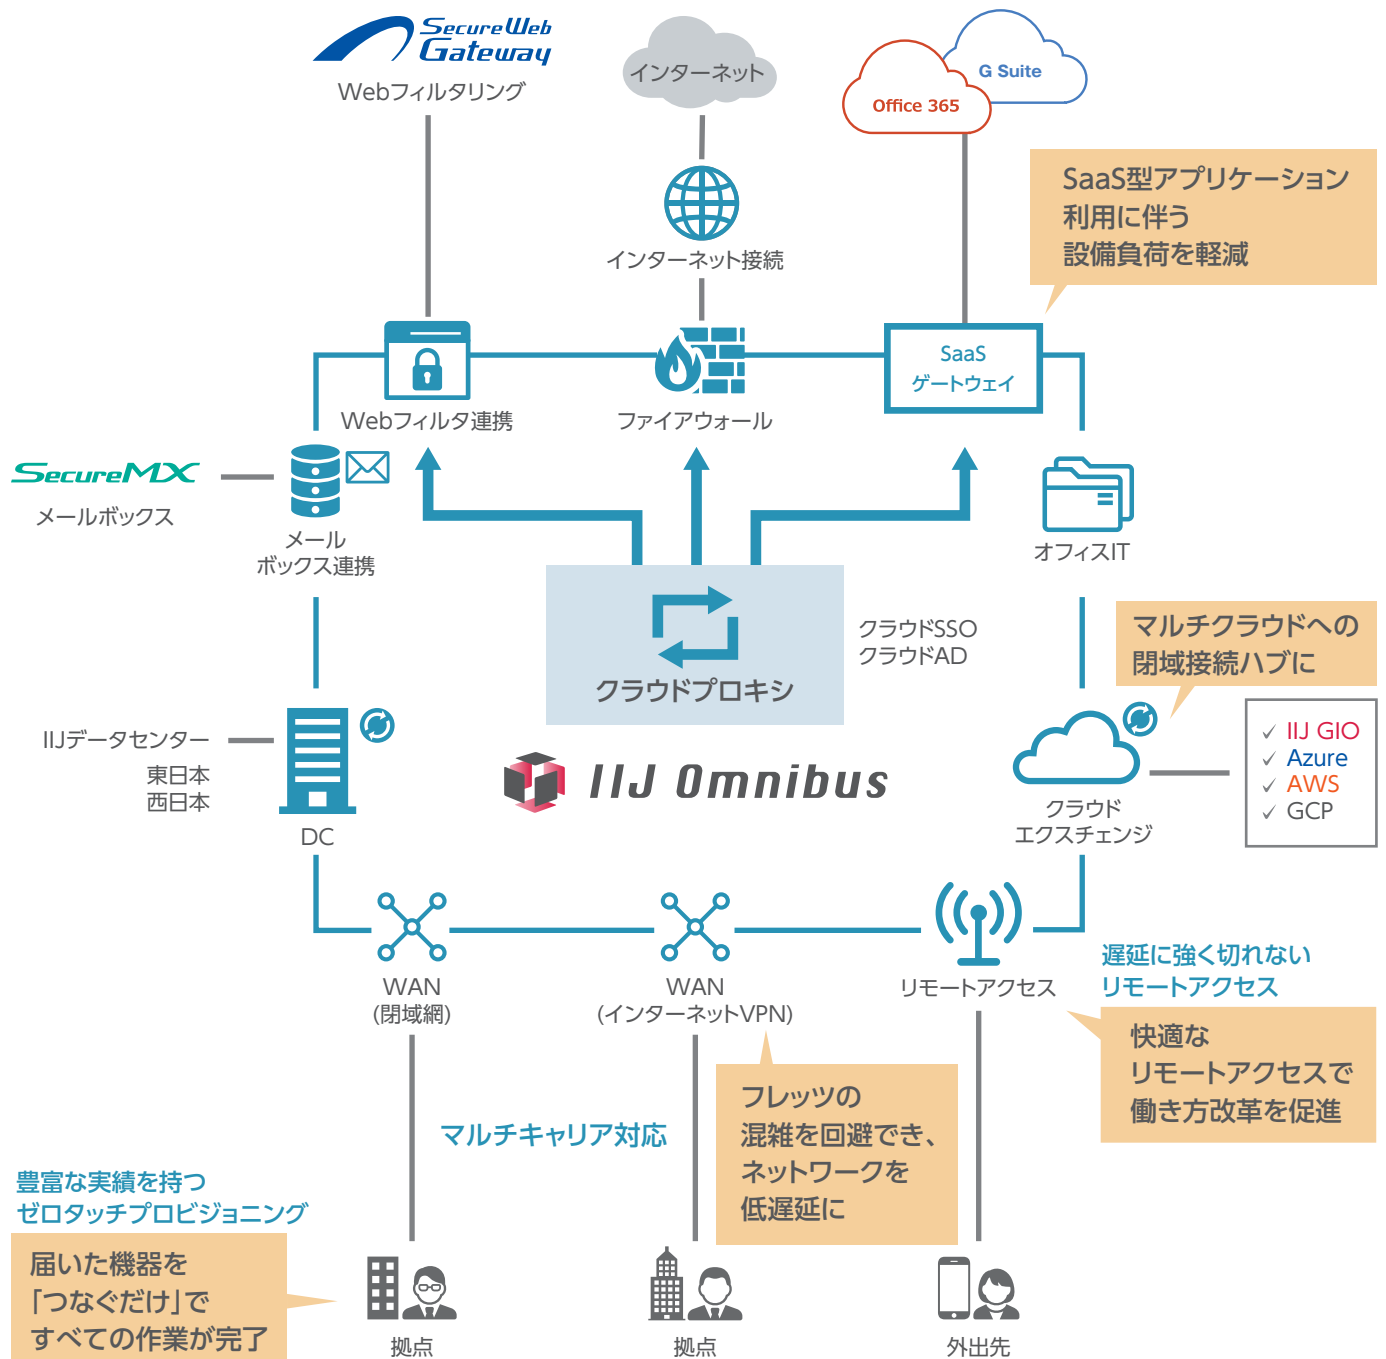 SecureWeb
Gateway
Webフィルタリング
インターネット
G Suite
Office 365
SaaS型アプリケーション
利用に伴う
設備負荷を軽減
インターネット接続
SaaS
ゲートウェイ
Webフィルタ連携
ファイアウォール
SecureMX
メールボックス
メール
ボックス連携
オフィスIT
クラウドプロキシ
クラウドSSO
クラウドAD
マルチクラウドへの
閉域接続ハブに
IIJデータセンター
東日本
西日本
DC
IIJ Omnibus
クラウド
エクスチェンジ
✓ IIJ GIO
✓ Azure
✓ AWS
✓ GCP
WAN
(閉域網)
WAN
(インターネットVPN)
リモートアクセス
遅延に強く切れない
リモートアクセス
快適な
リモートアクセスで
働き方改革を促進
マルチキャリア対応
フレッツの
混雑を回避でき、
ネットワークを
低遅延に
豊富な実績を持つ
ゼロタッチプロビジョニング
届いた機器を
「つなぐだけ」で
すべての作業が完了
拠点
拠点
外出先